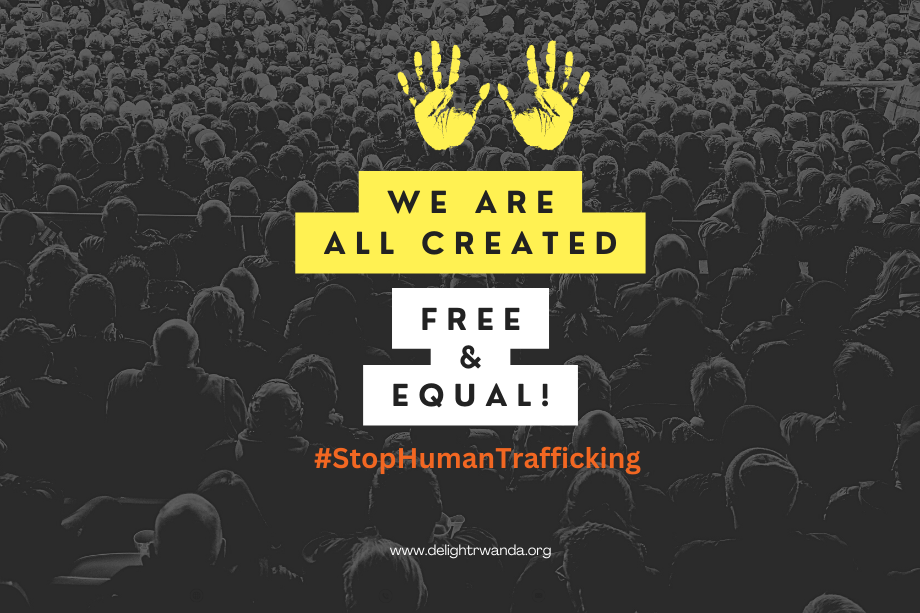 WE ARE
ALL CREATED
FREE
&
EQUAL!
#StopHumanTrafficking
www.delightrwanda.org